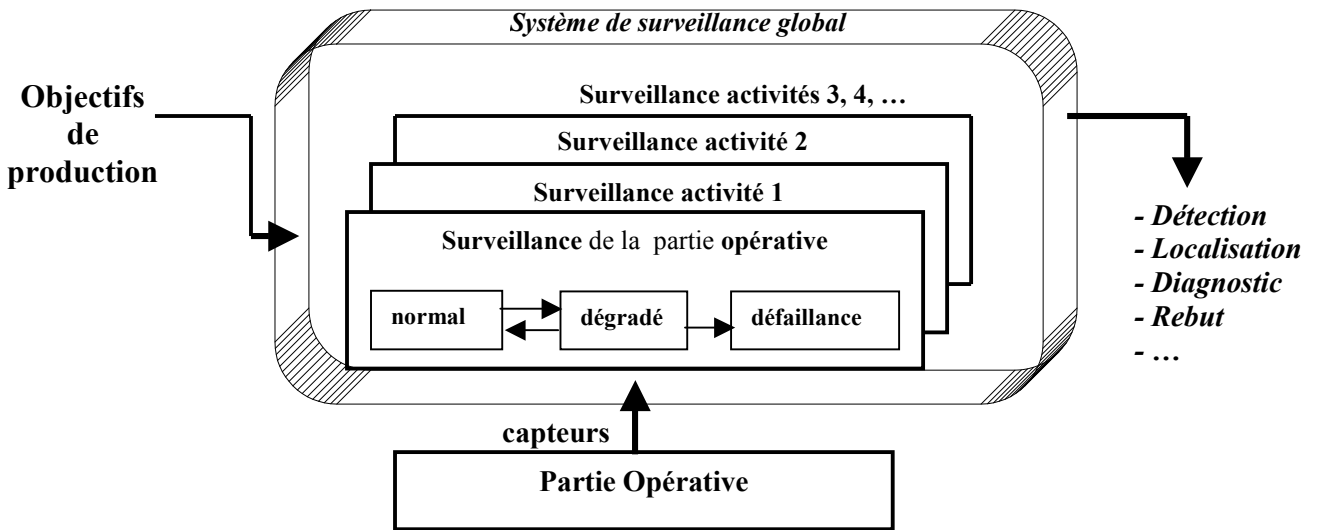 Système de surveillance global
Objectifs
de
production
Surveillance activités 3, 4, …
Surveillance activité 2
Surveillance activité 1
Surveillance de la partie opérative
normal
dégradé
défaillance
- Détection
- Localisation
- Diagnostic
- Rebut
- …
capteurs
Partie Opérative